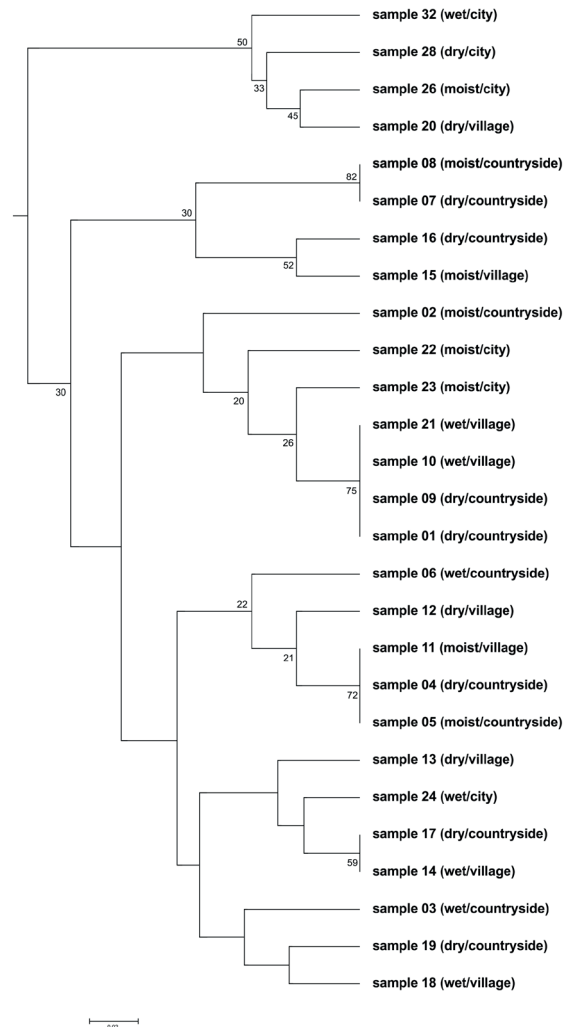 sample 32 (wet/city)
50
sample 28 (dry/city)
33
sample 26 (moist/city)
45
sample 20 (dry/village)
sample 08 (moist/countryside)
82
sample 07 (dry/countryside)
30
sample 16 (dry/countryside)
52
sample 15 (moist/village)
sample 02 (moist/countryside)
sample 22 (moist/city)
30
20
sample 23 (moist/city)
26
sample 21 (wet/village)
sample 10 (wet/village)
75
sample 09 (dry/countryside)
sample 01 (dry/countryside)
sample 06 (wet/countryside)
22
sample 12 (dry/village)
21
sample 11 (moist/village)
sample 04 (dry/countryside)
72
sample 05 (moist/countryside)
sample 13 (dry/village)
sample 24 (wet/city)
sample 17 (dry/countryside)
59
sample 14 (wet/village)
sample 03 (wet/countryside)
sample 19 (dry/countryside)
sample 18 (wet/village)